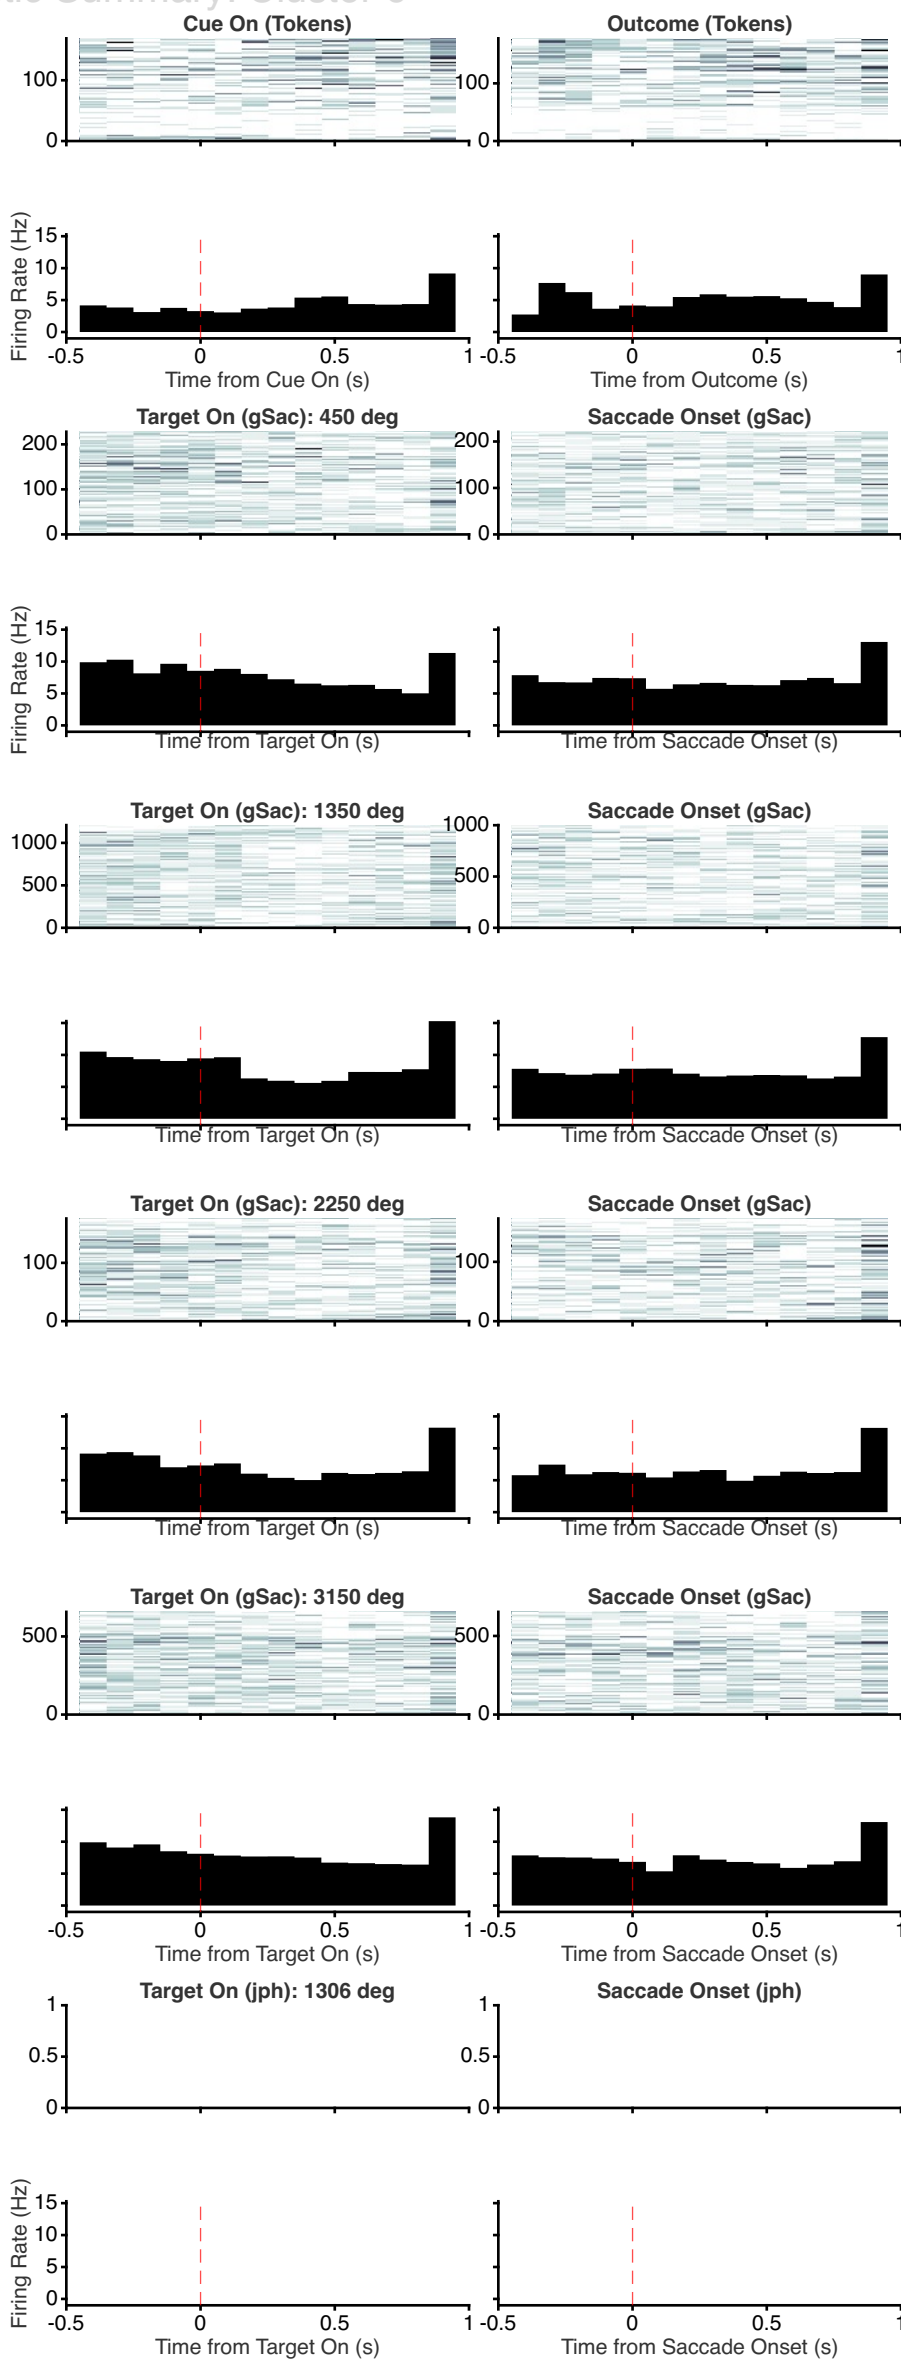 Cue On (Tokens) Outcome (Tokens)
100 100
0 0
Firing Rate (Hz)
15
10
5
0
-0.5 0 0.5 1 -0.5 0 0.5 1
Time from Cue On (s) Time from Outcome (s)
Target On (gSac): 450 deg Saccade Onset (gSac)
200 200
100 100
0 0
Firing Rate (Hz)
15
10
5
0
Time from Target On (s) Time from Saccade Onset (s)
Target On (gSac): 1350 deg Saccade Onset (gSac)
1000 1000
500 500
0 0
Time from Target On (s) Time from Saccade Onset (s)
Target On (gSac): 2250 deg Saccade Onset (gSac)
100 100
0 0
Time from Target On (s) Time from Saccade Onset (s)
Target On (gSac): 3150 deg Saccade Onset (gSac)
500 500
0 0
-0.5 0 0.5 1 -0.5 0 0.5 1
Time from Target On (s) Time from Saccade Onset (s)
Target On (jph): 1306 deg Saccade Onset (jph)
1 1
0.5 0.5
0 0
Firing Rate (Hz)
15
10
5
0
-0.5 0 0.5 1 -0.5 0 0.5 1
Time from Target On (s) Time from Saccade Onset (s)